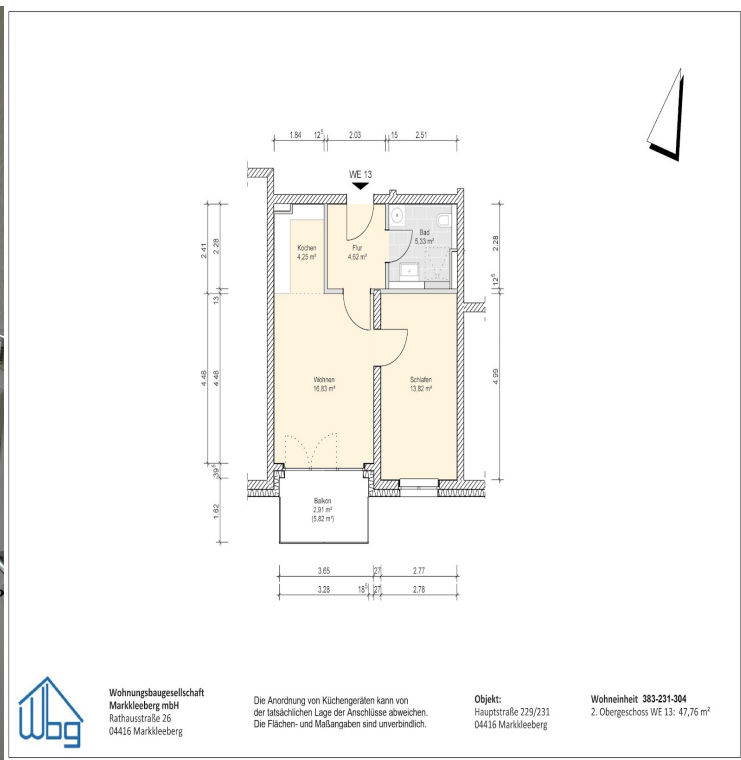 1.84 12⁵ 2.03 15 2.51
WE 13
Kochen
4,25 m²
Flur
4,62 m²
Bad
5,33 m²
2.41
2.28
2.28
12⁵
13
4.48
4.48
4.99
Wohnen
16,83 m²
Schlafen
13,82 m²
39⁵
1.62
Balkon
2,91 m²
(5,82 m²)
3.65 27 2.77
3.28 18⁵ 27 2.78
wbg
Wohnungsbaugesellschaft
Markkleeberg mbH
Rathausstraße 26
04416 Markkleeberg
Die Anordnung von Küchengeräten kann von
der tatsächlichen Lage der Anschlüsse abweichen.
Die Flächen- und Maßangaben sind unverbindlich.
Objekt:
Hauptstraße 229/231
04416 Markkleeberg
Wohneinheit 383-231-304
2. Obergeschoss WE 13: 47,76 m²